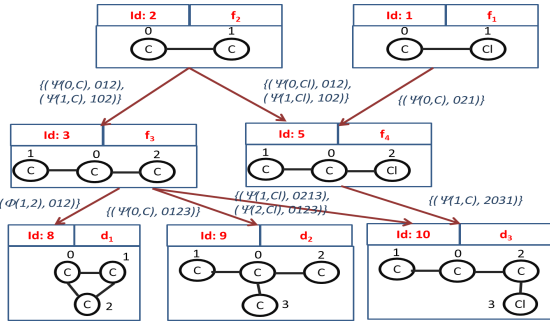 Id: 2 f₂ Id: 1 f₁
0 1 0 1
C C C Cl
{(Ψ(0,C), 012), {(Ψ(0,Cl), 012),
(Ψ(1,C), 102)} (Ψ(1,Cl), 102)} {(Ψ(0,C), 021)}
Id: 3 f₃ Id: 5 f₄
1 0 2 1 0 2
C C C C C Cl
(Φ(1,2), 012)} {(Ψ(0,C), 0123)} {(Ψ(1,Cl), 0213), {(Ψ(1,C), 2031)}
(Ψ(2,Cl), 0123)}
Id: 8 d₁ Id: 9 d₂ Id: 10 d₃
0 1 1 0 2 1 0 2
C C C C C C C C
C 2 C 3 3 Cl